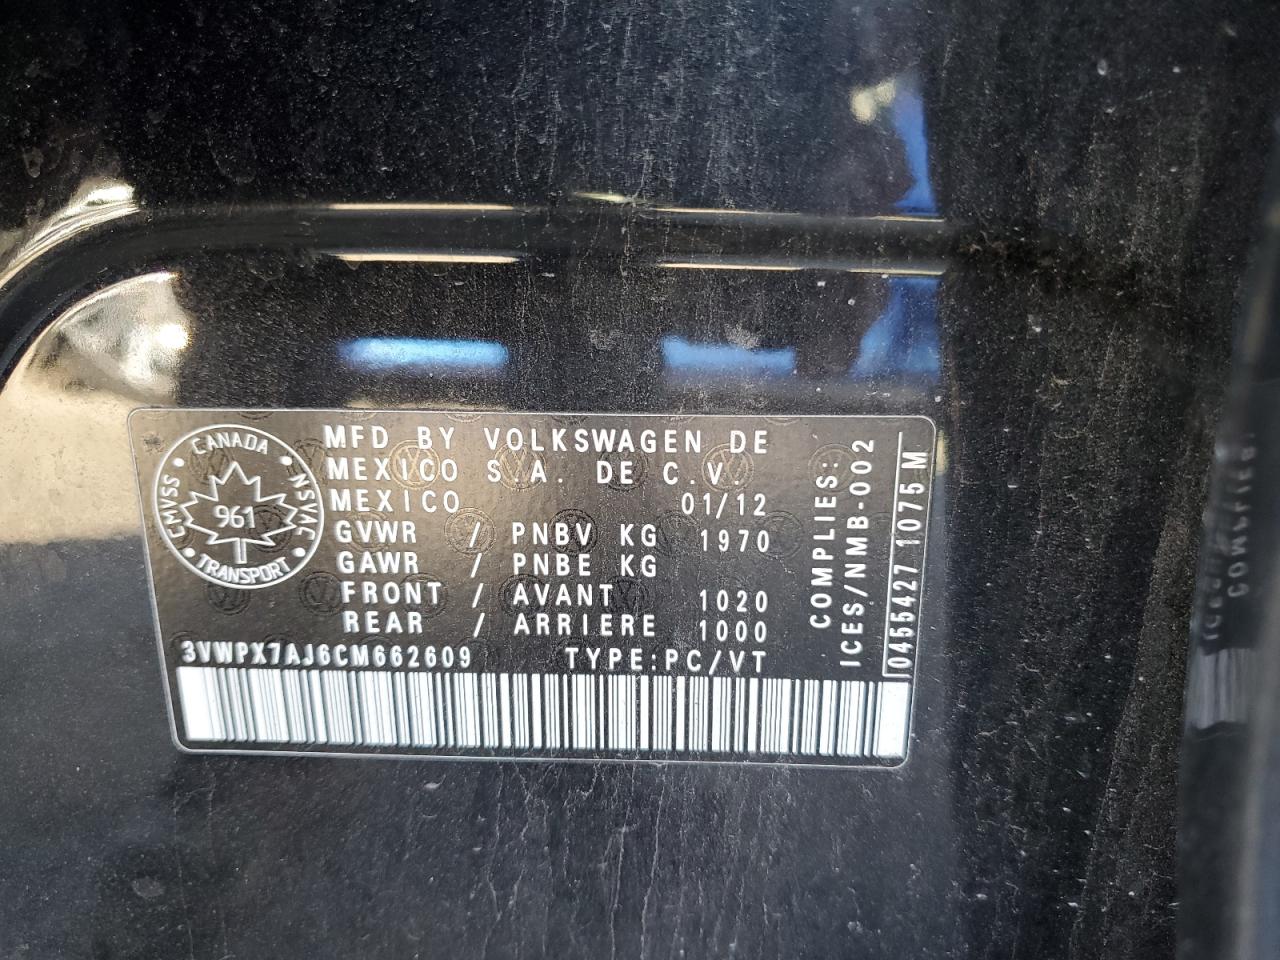 CANADA
CMVSS
NSVAC
961
TRANSPORT
MFD BY VOLKSWAGEN DE
MEXICO S.A. DE C.V.
MEXICO 01/12
GVWR / PNBV KG 1970
GAWR / PNBE KG
FRONT / AVANT 1020
REAR / ARRIERE 1000
3VWPX7AJ6CM662609 TYPE:PC/VT
COMPLIES:
ICES/NMB-002
0455427 1075 M